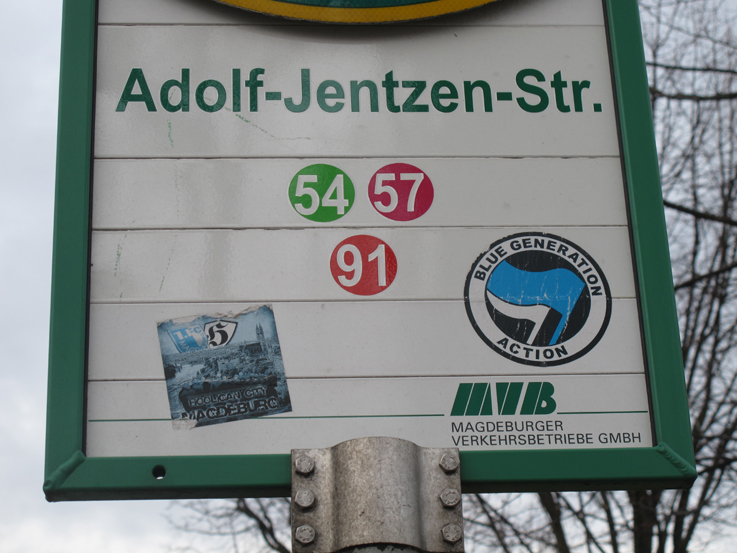 Adolf-Jentzen-Str.
54 57
91
BLUE GENERATION
ACTION
HOOLIGAN CITY
MAGDEBURG
MVB
MAGDEBURGER
VERKEHRSBETRIEBE GMBH